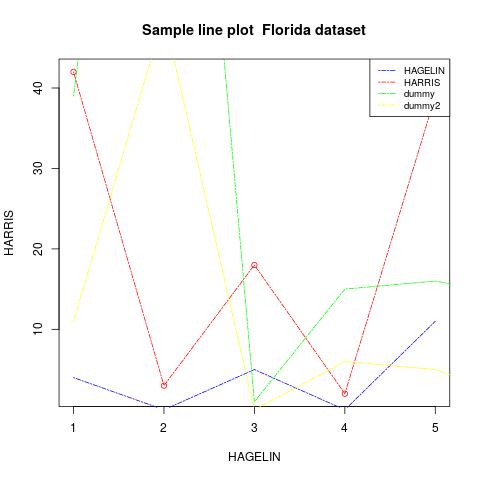 Sample line plot  Florida dataset
HAGELIN
HARRIS
dummy
dummy2
HARRIS
40
30
20
10
1 2 3 4 5
HAGELIN